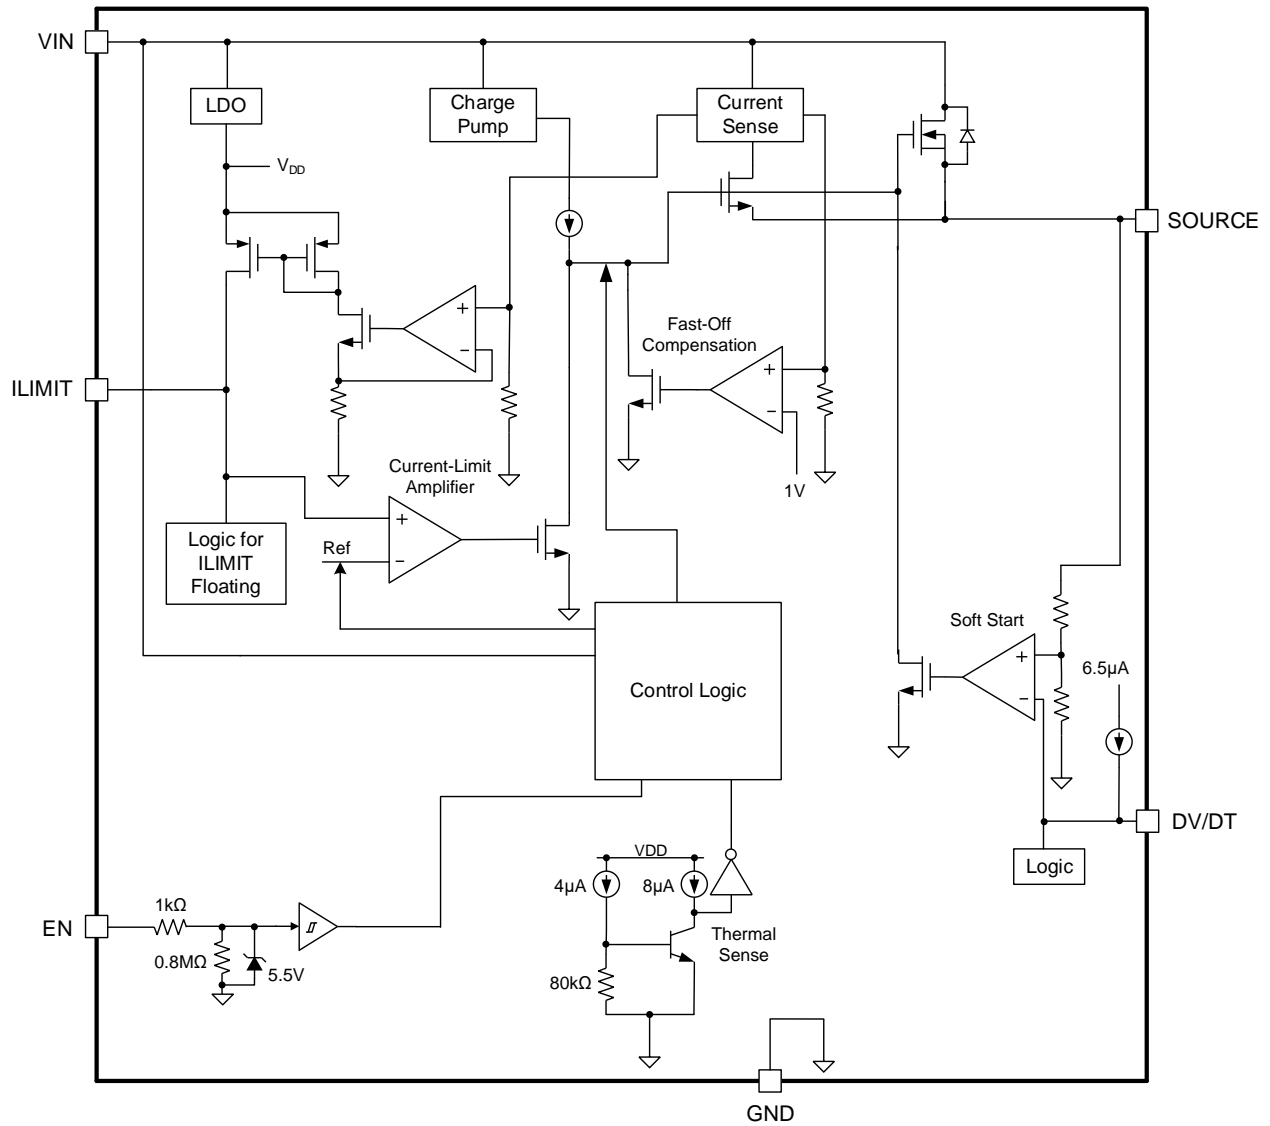 VIN
LDO
Charge
Pump
Current
Sense
VDD
SOURCE
Fast-Off
Compensation
+
−
+
−
ILIMIT
1V
Current-Limit
Amplifier
+
−
Ref
Logic for
ILIMIT
Floating
Soft Start
+
−
6.5µA
Control Logic
DV/DT
Logic
VDD
4µA
8µA
Thermal
Sense
80kΩ
EN
1kΩ
0.8MΩ
5.5V
GND